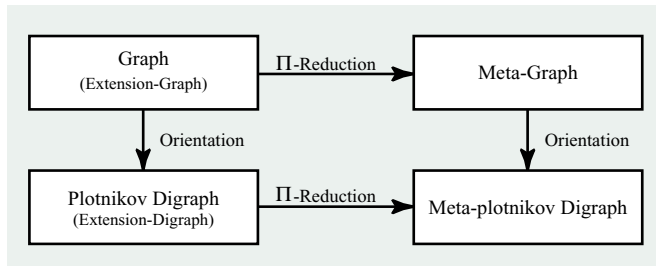 Graph
(Extension-Graph)
Π-Reduction
Meta-Graph
Orientation
Orientation
Plotnikov Digraph
(Extension-Digraph)
Π-Reduction
Meta-plotnikov Digraph